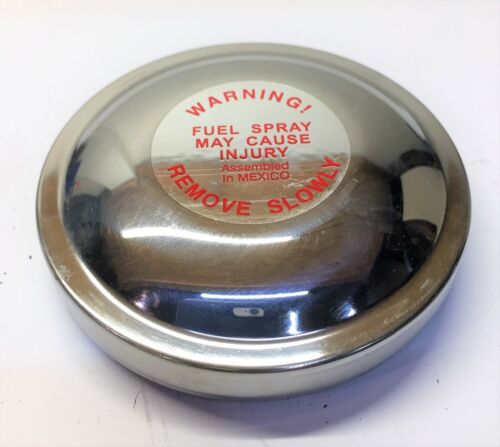 WARNING!
FUEL SPRAY
MAY CAUSE
INJURY
Assembled
In MEXICO
REMOVE SLOWLY